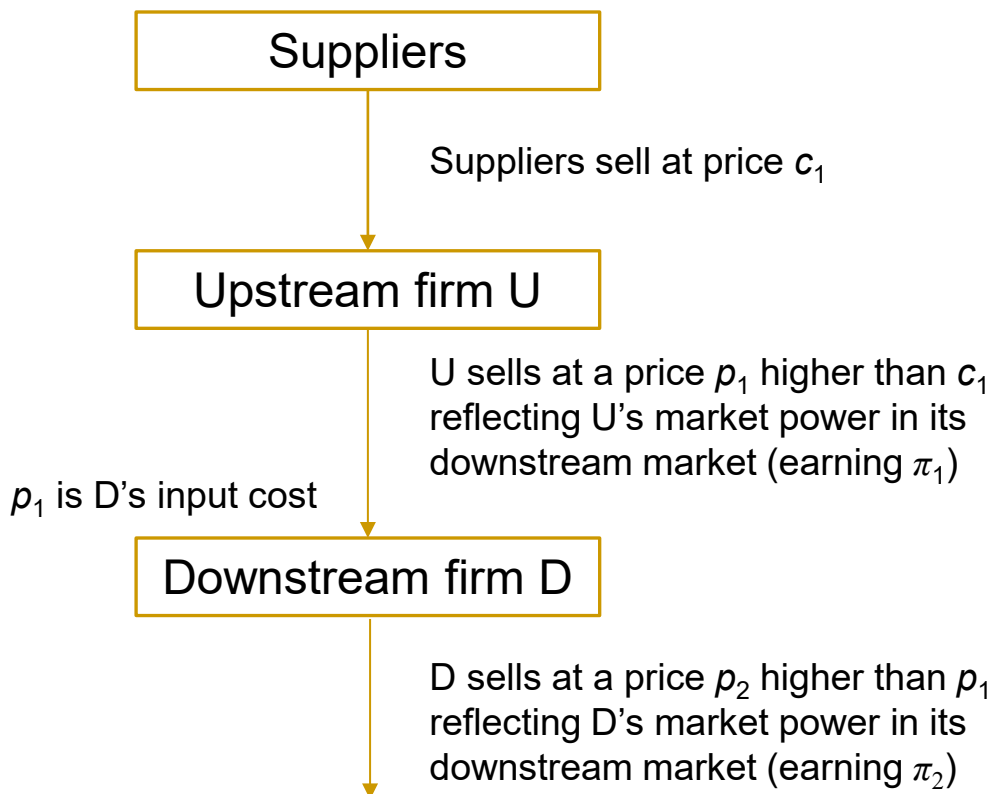 Suppliers
Suppliers sell at price c₁
Upstream firm U
U sells at a price p₁ higher than c₁
reflecting U’s market power in its
downstream market (earning π₁)
p₁ is D’s input cost
Downstream firm D
D sells at a price p₂ higher than p₁
reflecting D’s market power in its
downstream market (earning π₂)